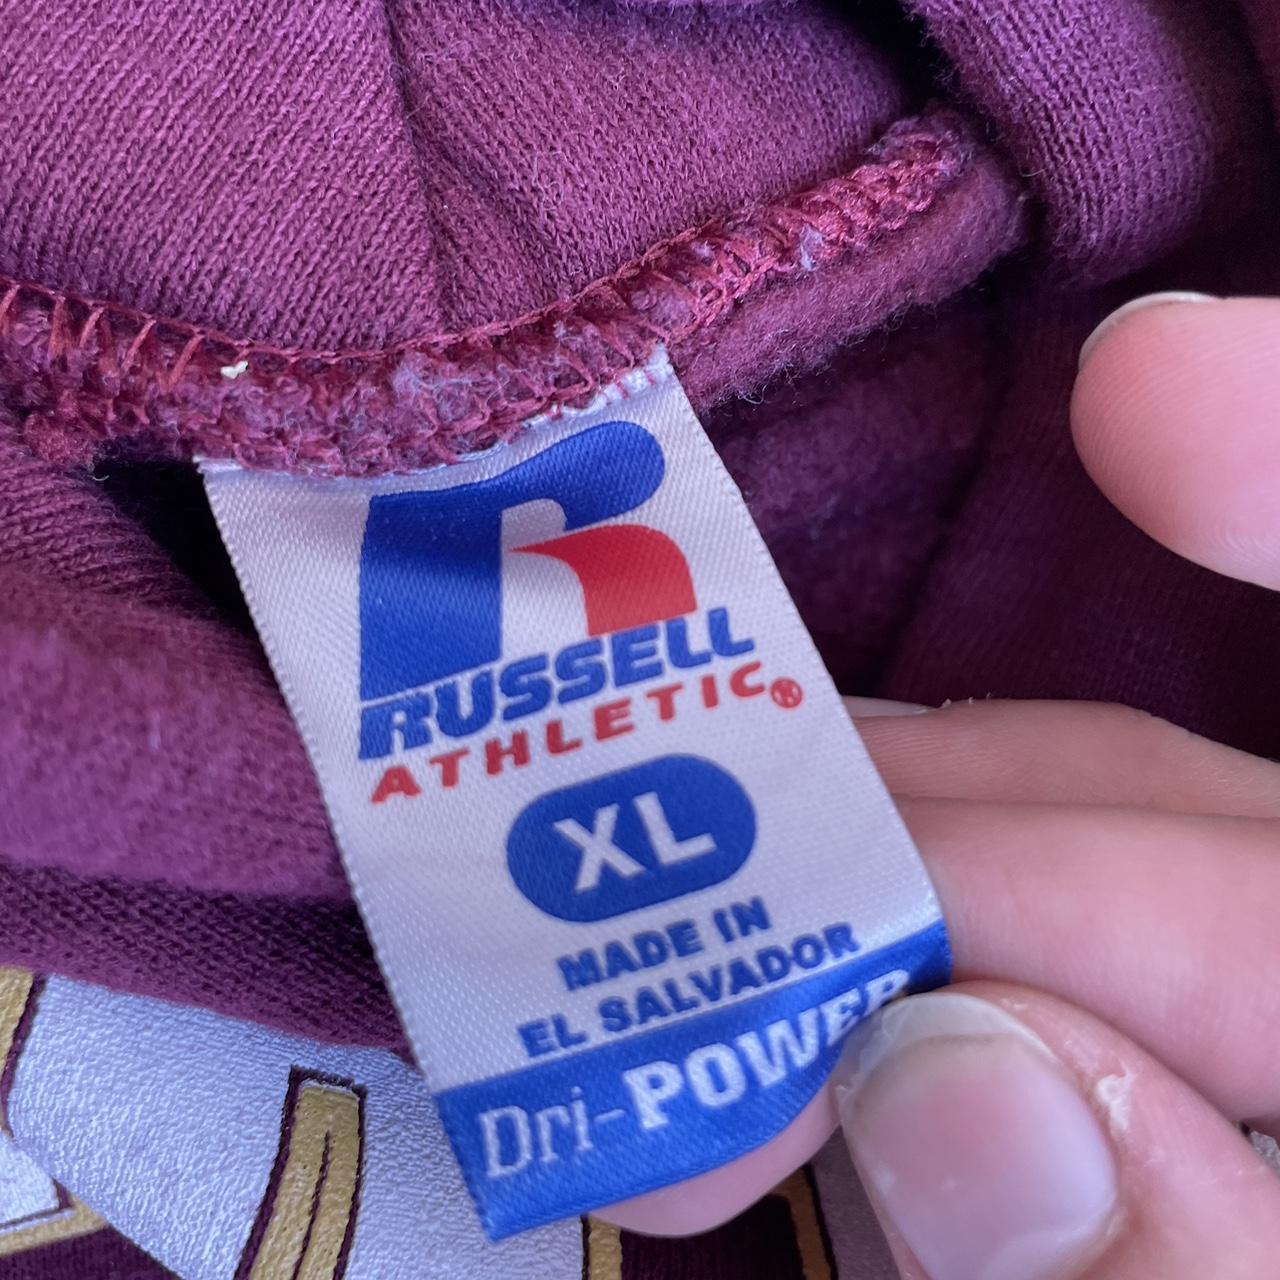 RUSSELL
ATHLETIC®
XL
MADE IN
EL SALVADOR
Dri-POWER